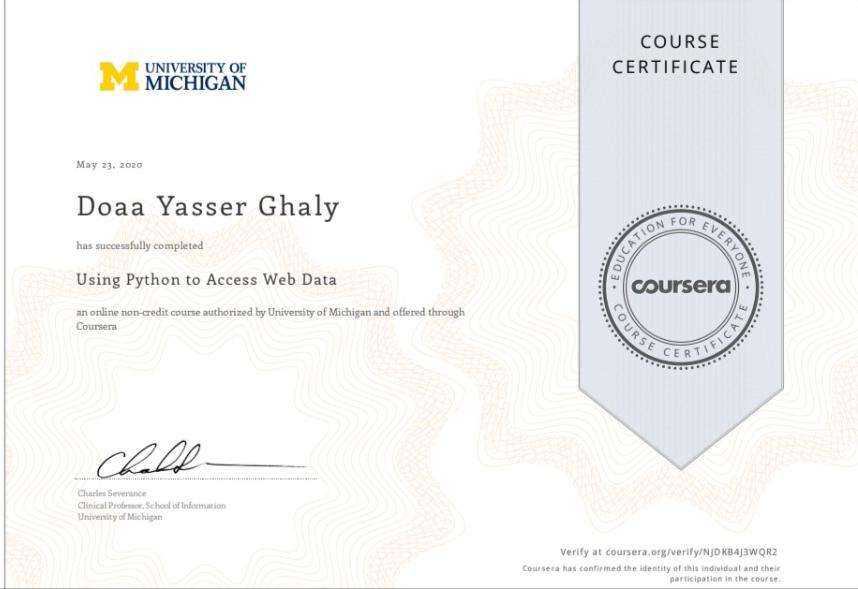 UNIVERSITY OF
MICHIGAN
COURSE
CERTIFICATE
May 23, 2020
Doaa Yasser Ghaly
has successfully completed
Using Python to Access Web Data
an online non-credit course authorized by University of Michigan and offered through
Coursera
EDUCATION FOR EVERYONE
coursera
COURSE CERTIFICATE
Charles Severance
Clinical Professor, School of Information
University of Michigan
Verify at coursera.org/verify/NJDKB4J3WQR2
Coursera has confirmed the identity of this individual and their
participation in the course.